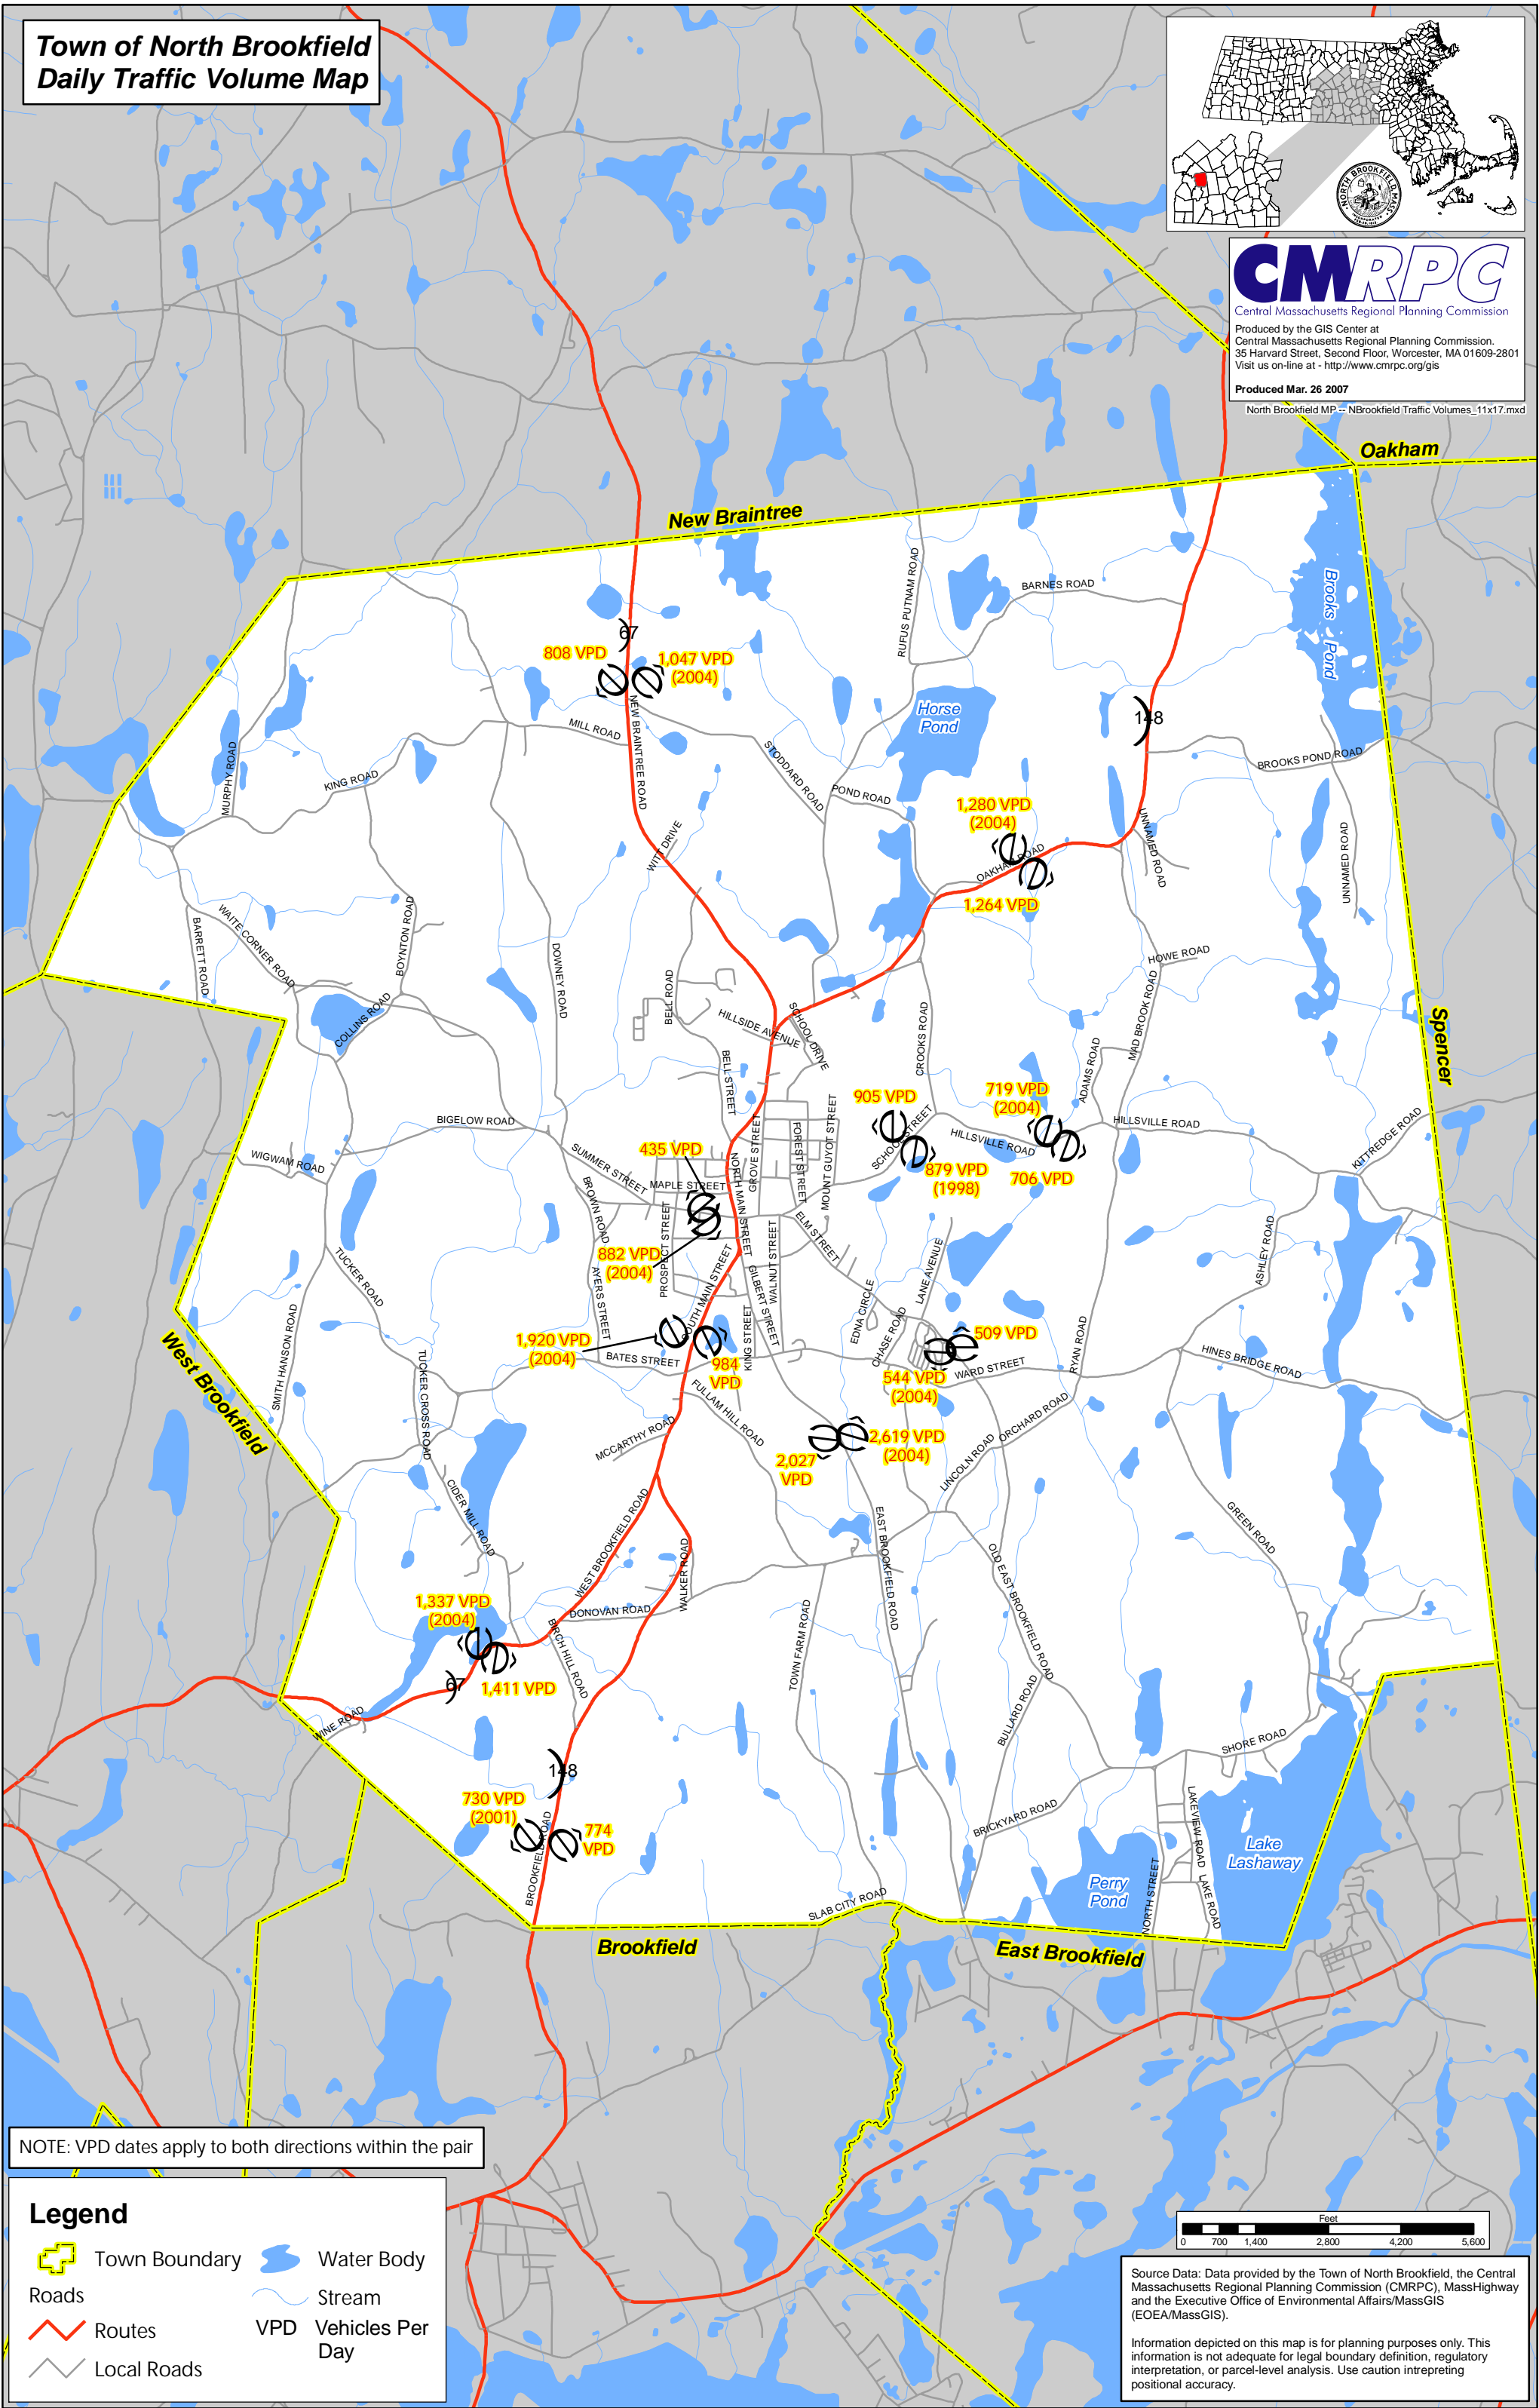 Town of North Brookfield
Daily Traffic Volume Map
NORTH BROOKFIELD, MASS
CMRPC
Central Massachusetts Regional Planning Commission
Produced by the GIS Center at
Central Massachusetts Regional Planning Commission.
35 Harvard Street, Second Floor, Worcester, MA 01609-2801
Visit us on-line at - http://www.cmrpc.org/gis
Produced Mar. 26 2007
North Brookfield MP -- NBrookfield Traffic Volumes_11x17.mxd
Oakham
New Braintree
Brooks Pond
RUFUS PUTNAM ROAD
BARNES ROAD
67
808 VPD
1,047 VPD
(2004)
NEW BRAINTREE ROAD
MILL ROAD
Horse
Pond
148
BROOKS POND ROAD
MURPHY ROAD
KING ROAD
STODDARD ROAD
POND ROAD
1,280 VPD
(2004)
OAKHAM ROAD
1,264 VPD
UNNAMED ROAD
UNNAMED ROAD
WITT DRIVE
BARRETT ROAD
WAITE CORNER ROAD
BOYNTON ROAD
COLLINS ROAD
DOWNEY ROAD
BELL ROAD
HOWE ROAD
HILLSIDE AVENUE
SCHOOL DRIVE
CROOKS ROAD
MAD BROOK ROAD
ADAMS ROAD
Spencer
BELL STREET
905 VPD
719 VPD
(2004)
BIGELOW ROAD
WIGWAM ROAD
SUMMER STREET
435 VPD
MAPLE STREET
NORTH MAIN STREET
GROVE STREET
FOREST STREET
MOUNT GUYOT STREET
SCHOOL STREET
HILLSVILLE ROAD
HILLSVILLE ROAD
KITTREDGE ROAD
879 VPD
(1998)
706 VPD
BROWN ROAD
PROSPECT STREET
882 VPD
(2004)
WALNUT STREET
ELM STREET
LANE AVENUE
ASHLEY ROAD
TUCKER ROAD
AYERS STREET
SOUTH MAIN STREET
GILBERT STREET
KING STREET
EDNA CIRCLE
CHASE ROAD
1,920 VPD
(2004)
BATES STREET
984
VPD
509 VPD
544 VPD
(2004)
WARD STREET
RYAN ROAD
HINES BRIDGE ROAD
West Brookfield
SMITH HANSON ROAD
TUCKER CROSS ROAD
FULLAM HILL ROAD
MCCARTHY ROAD
2,027
VPD
2,619 VPD
(2004)
LINCOLN ROAD
ORCHARD ROAD
CIDER MILL ROAD
WEST BROOKFIELD ROAD
EAST BROOKFIELD ROAD
OLD EAST BROOKFIELD ROAD
GREEN ROAD
WALKER ROAD
1,337 VPD
(2004)
DONOVAN ROAD
BIRCH HILL ROAD
TOWN FARM ROAD
67
1,411 VPD
WINE ROAD
BULLARD ROAD
SHORE ROAD
148
730 VPD
(2001)
BROOKFIELD ROAD
774
VPD
BRICKYARD ROAD
LAKEVIEW ROAD
Lake
Lashaway
Perry
Pond
NORTH STREET
LAKE ROAD
SLAB CITY ROAD
Brookfield
East Brookfield
NOTE: VPD dates apply to both directions within the pair
Legend
Town Boundary
Water Body
Roads
Stream
Routes
VPD Vehicles Per
Day
Local Roads
Feet
0 700 1,400 2,800 4,200 5,600
Source Data: Data provided by the Town of North Brookfield, the Central
Massachusetts Regional Planning Commission (CMRPC), MassHighway
and the Executive Office of Environmental Affairs/MassGIS
(EOEA/MassGIS).
Information depicted on this map is for planning purposes only. This
information is not adequate for legal boundary definition, regulatory
interpretation, or parcel-level analysis. Use caution intrepreting
positional accuracy.